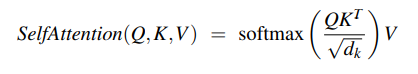 SelfAttention(Q,K,V) = softmax(QK^T/√d_k)V